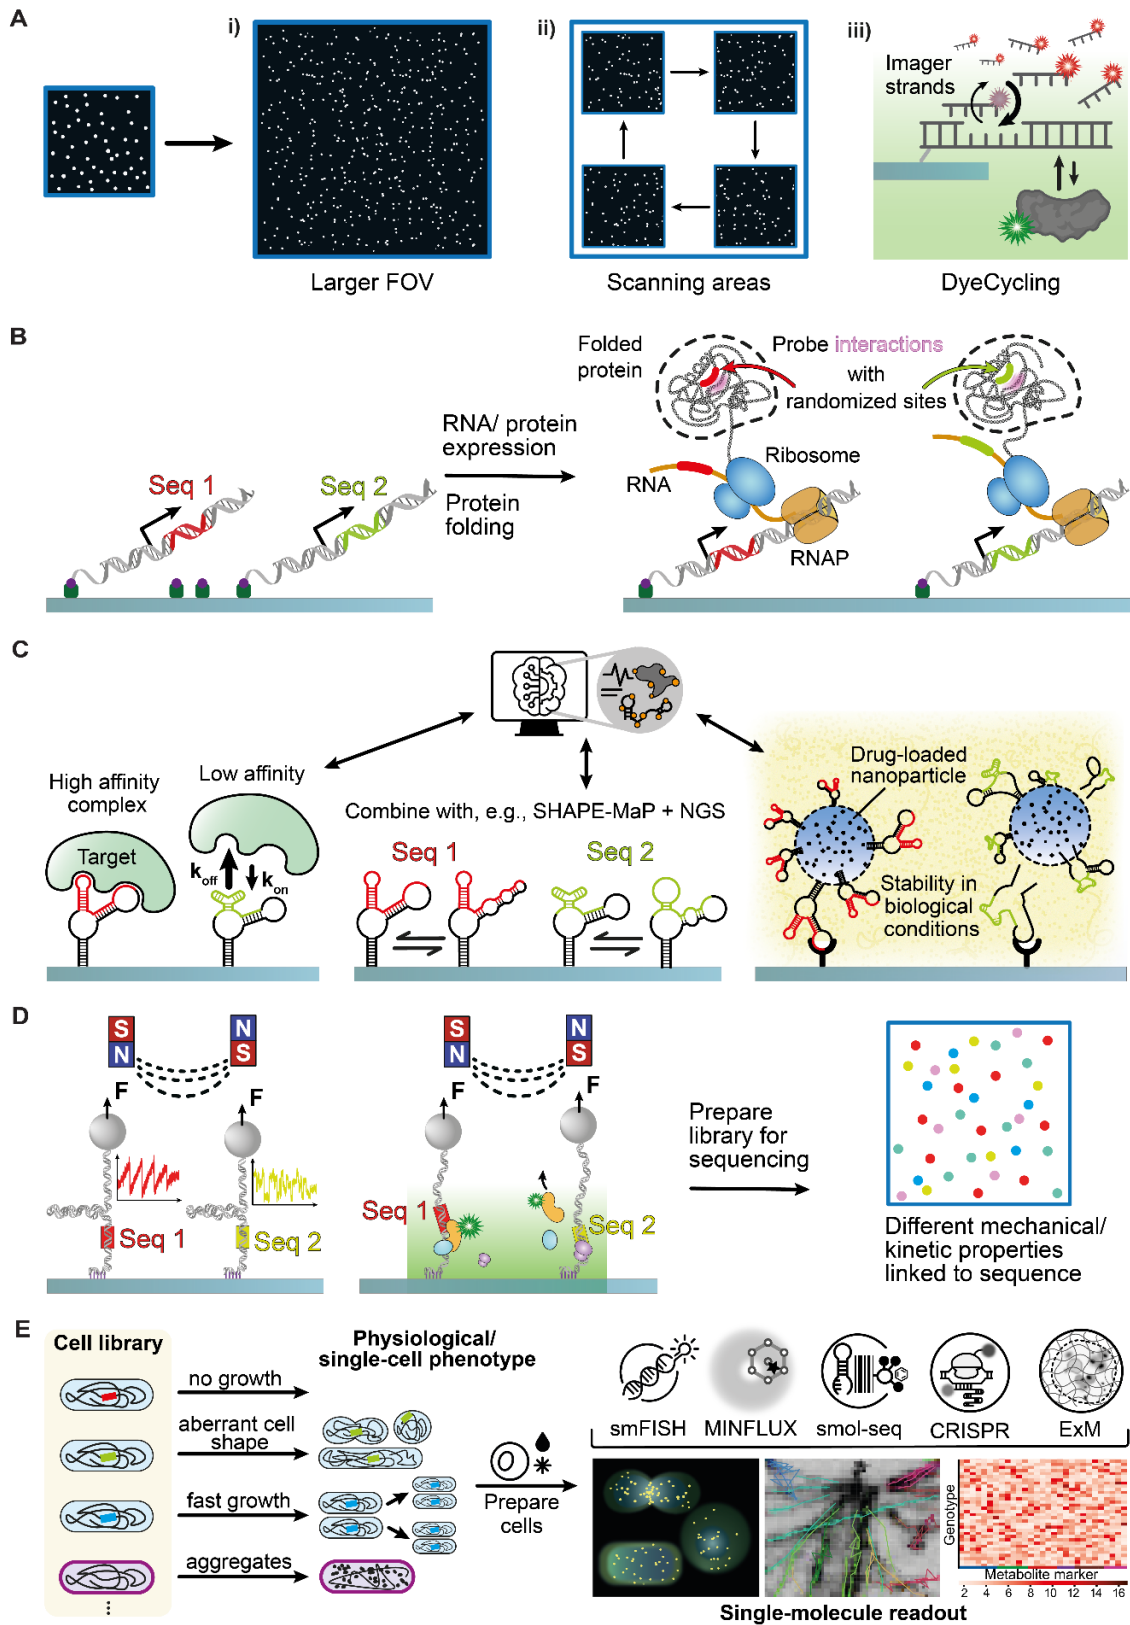 A
i)
ii)
iii)
Imager
strands
Larger FOV
Scanning areas
DyeCycling
B
Folded
protein
Probe interactions
with
randomized sites
RNA/ protein
expression
Protein
folding
Seq 1
Seq 2
RNA
Ribosome
RNAP
C
High affinity
complex
Low affinity
Target
koff
kon
Combine with, e.g., SHAPE-MaP + NGS
Seq 1
Seq 2
Drug-loaded
nanoparticle
Stability in
biological
conditions
D
S
N
N
S
F
F
Seq 1
Seq 2
S
N
N
S
F
F
Seq 1
Seq 2
Prepare
library for
sequencing
Different mechanical/
kinetic properties
linked to sequence
E
Cell library
Physiological/
single-cell phenotype
no growth
aberrant cell
shape
fast growth
aggregates
Prepare
cells
smFISH
MINFLUX
smol-seq
CRISPR
ExM
Genotype
Metabolite marker
2 4 6 8 10 12 14 16
Single-molecule readout